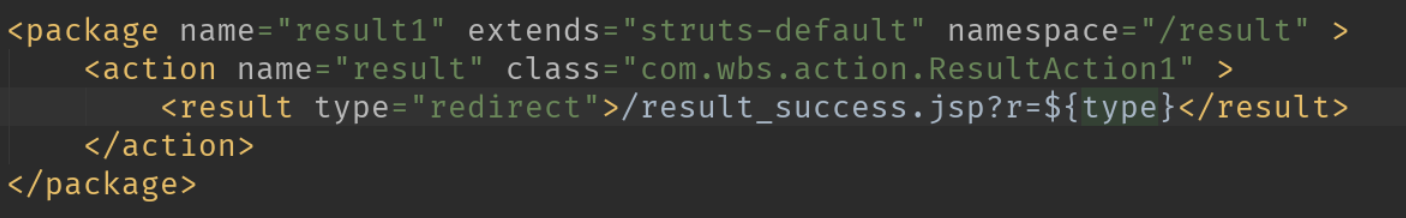 <package name="result1" extends="struts-default" namespace="/result" >
    <action name="result" class="com.wbs.action.ResultAction1" >
        <result type="redirect">/result_success.jsp?r=${type}</result>
    </action>
</package>